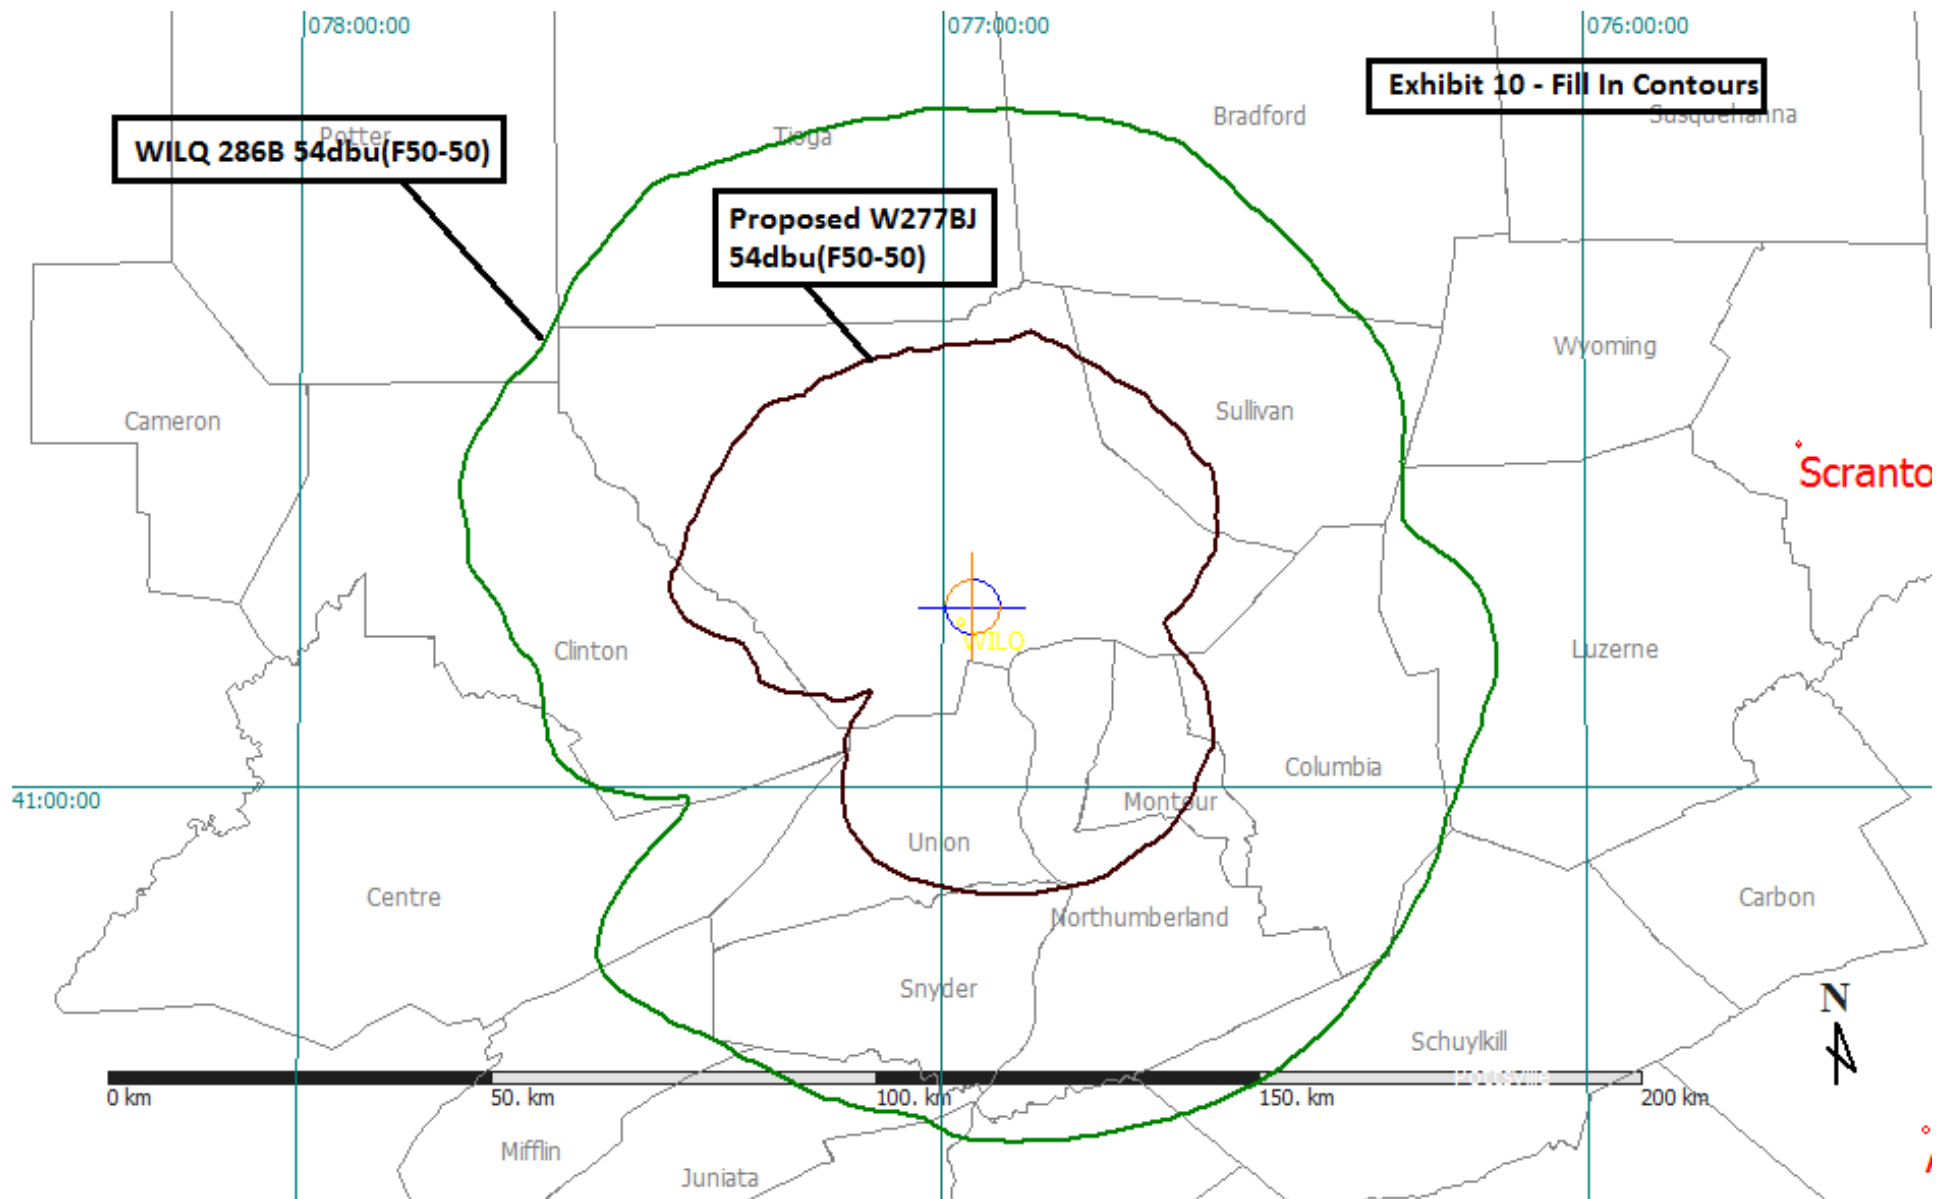 078:00:00
077:00:00
076:00:00
Exhibit 10 - Fill In Contours
Susquehanna
Bradford
Potter
Tioga
WILQ 286B 54dbu(F50-50)
Proposed W277BJ
54dbu(F50-50)
Wyoming
Cameron
Sullivan
Scranto
WILQ
Clinton
Luzerne
Columbia
41:00:00
Montour
Union
Centre
Carbon
Northumberland
Snyder
N
Schuylkill
Pottsville
0 km
50. km
100. km
150. km
200 km
Mifflin
Juniata